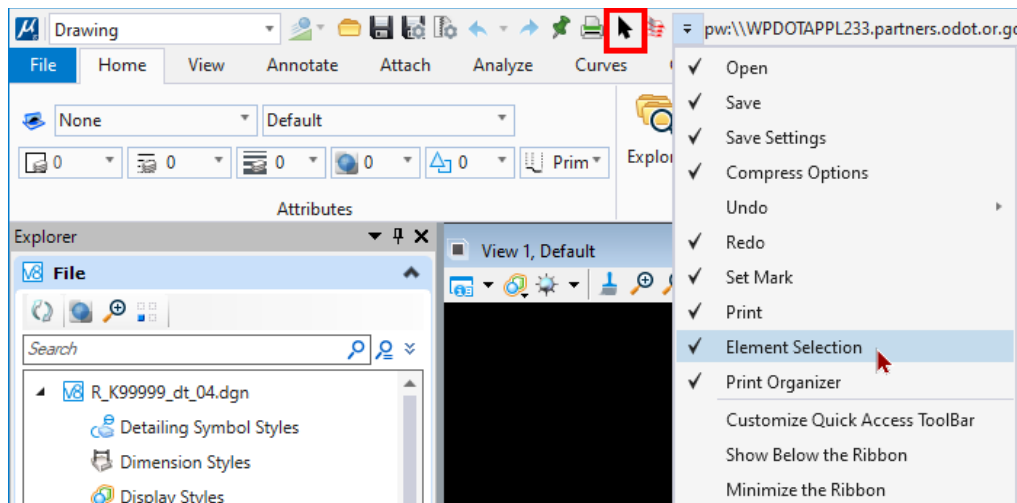 Drawing
pw:\\WPDOTAPPL233.partners.odot.or.go
File Home View Annotate Attach Analyze Curves
None Default
0 0 0 0 0 Prim
Explor
Attributes
Open
Save
Save Settings
Compress Options
Undo
Redo
Set Mark
Print
Element Selection
Print Organizer
Customize Quick Access ToolBar
Show Below the Ribbon
Minimize the Ribbon
Explorer
View 1, Default
V8 File
Search
V8 R_K99999_dt_04.dgn
Detailing Symbol Styles
Dimension Styles
Display Styles